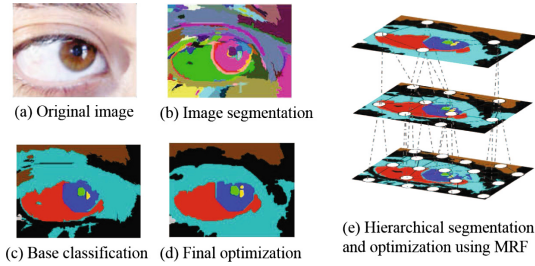 (a) Original image
(b) Image segmentation
(c) Base classification
(d) Final optimization
(e) Hierarchical segmentation
and optimization using MRF